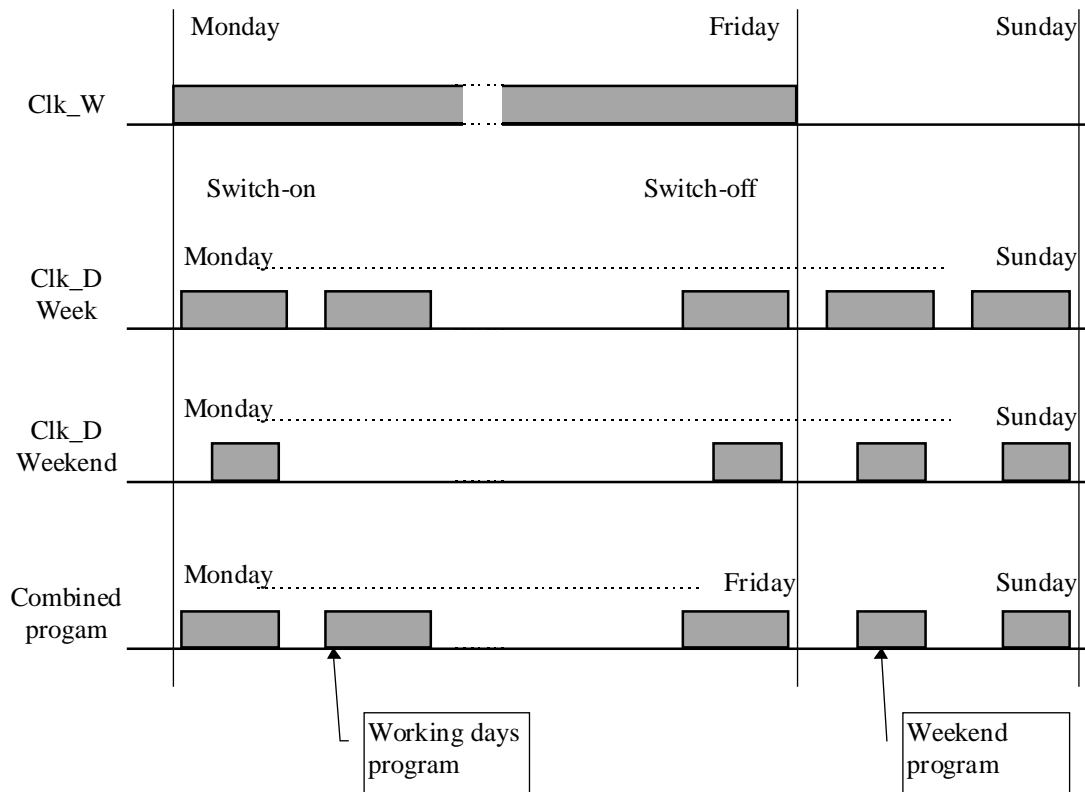 Monday Friday Sunday
Clk_W
Switch-on Switch-off
Monday Sunday
Clk_D
Week
Monday Sunday
Clk_D
Weekend
Monday Friday Sunday
Combined
progam
Working days
program
Weekend
program